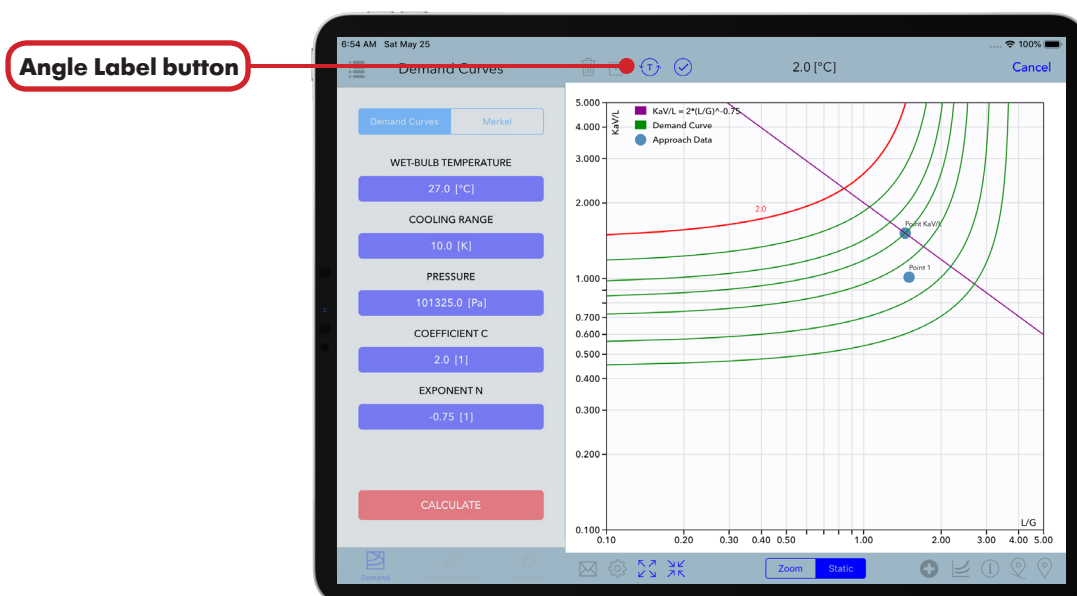 Angle Label button
6:54 AM Sat May 25
100%
Demand Curves
T
2.0 [°C]
Cancel
Demand Curves
Merkel
WET-BULB TEMPERATURE
27.0 [°C]
COOLING RANGE
10.0 [K]
PRESSURE
101325.0 [Pa]
COEFFICIENT C
2.0 [1]
EXPONENT N
-0.75 [1]
CALCULATE
Demand
KaV/L
KaV/L = 2*(L/G)^-0.75
Demand Curve
Approach Data
5.000
4.000
3.000
2.000
1.000
0.700
0.600
0.500
0.400
0.300
0.200
0.100
2.0
Point KaV/L
Point 1
L/G
0.10 0.20 0.30 0.40 0.50 1.00 2.00 3.00 4.00 5.00
Zoom
Static